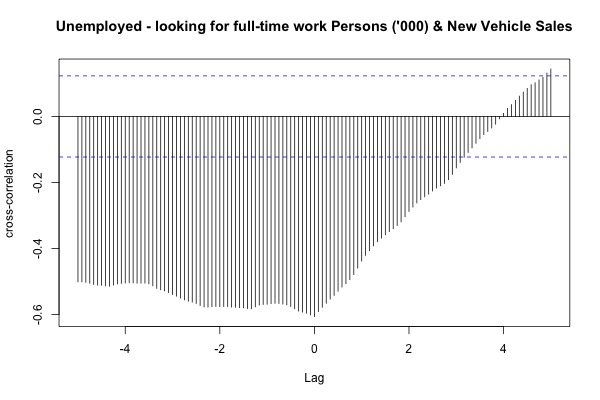 Unemployed - looking for full-time work Persons ('000) & New Vehicle Sales
cross-correlation
0.0
-0.2
-0.4
-0.6
-4 -2 0 2 4
Lag